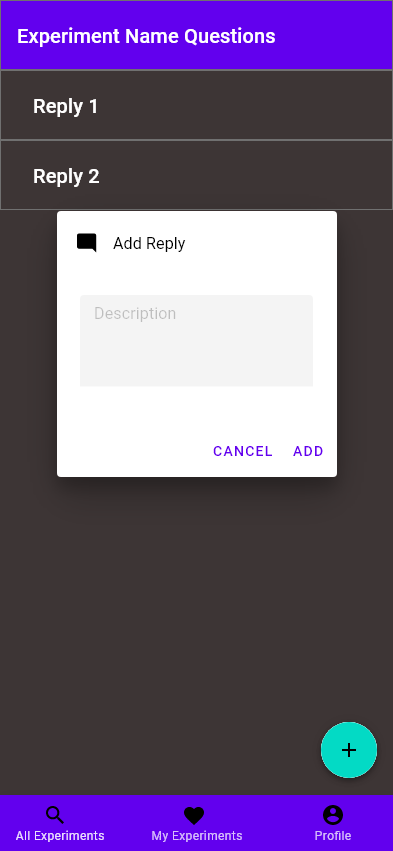 Experiment Name Questions
Reply 1
Reply 2
Add Reply
Description
CANCEL ADD
All Experiments My Experiments Profile